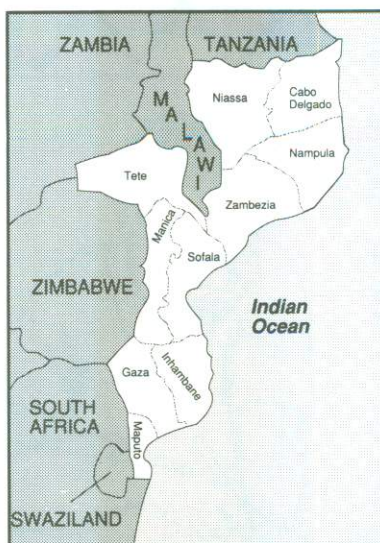 ZAMBIA
TANZANIA
MALAWI
Niassa
Cabo
Delgado
Nampula
Tete
Zambezia
Manica
Sofala
ZIMBABWE
Indian
Ocean
Gaza
Inhambane
SOUTH
AFRICA
Maputo
SWAZILAND